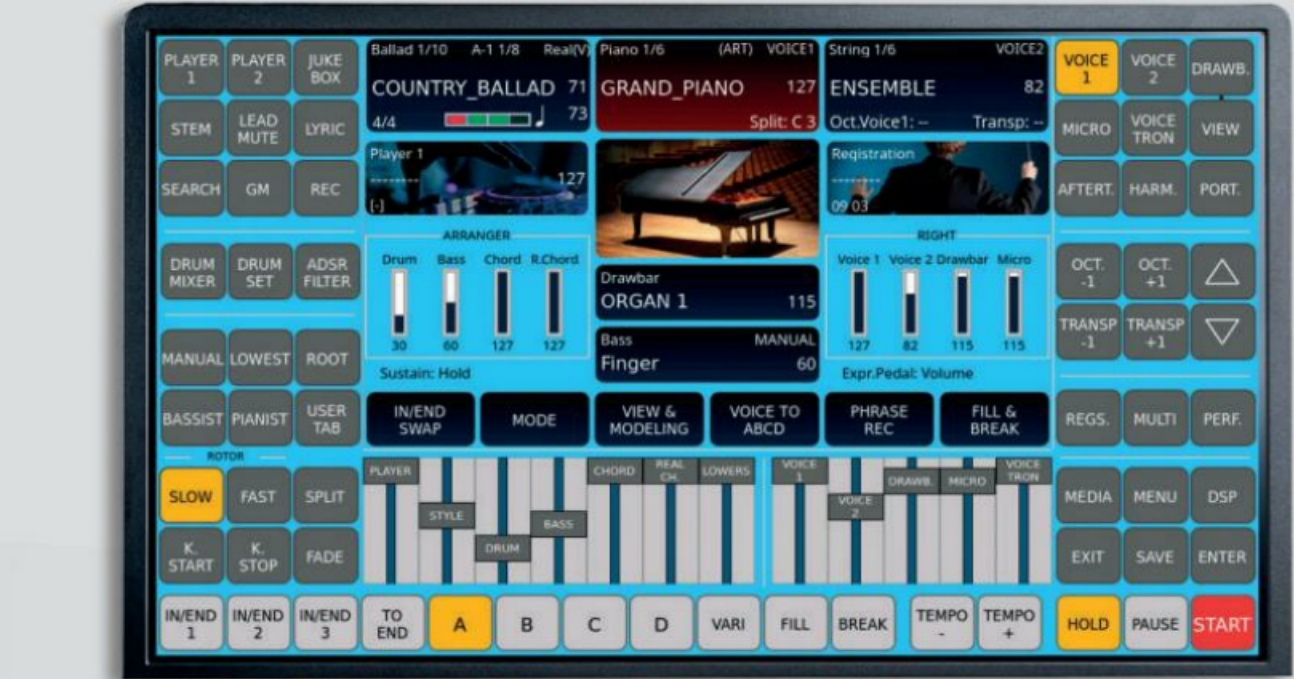 PLAYER 1
PLAYER 2
JUKE BOX
STEM
LEAD MUTE
LYRIC
SEARCH
GM
REC
DRUM MIXER
DRUM SET
ADSR FILTER
MANUAL
LOWEST
ROOT
BASSIST
PIANIST
USER TAB
ROTOR
SLOW
FAST
SPLIT
K. START
K. STOP
FADE
Ballad 1/10 A-1 1/8 Real(V)
COUNTRY_BALLAD 71
4/4 73
Piano 1/6 (ART) VOICE1
GRAND_PIANO 127
Split: C 3
String 1/6 VOICE2
ENSEMBLE 82
Oct.Voice1: -- Transp: --
Player 1
------- 127
[-]
Registration
-------
09 03
ARRANGER
Drum Bass Chord R.Chord
30 60 127 127
Sustain: Hold
Drawbar
ORGAN 1 115
Bass MANUAL
Finger 60
RIGHT
Voice 1 Voice 2 Drawbar Micro
127 82 115 115
Expr.Pedal: Volume
IN/END SWAP
MODE
VIEW & MODELING
VOICE TO ABCD
PHRASE REC
FILL & BREAK
PLAYER
STYLE
DRUM
BASS
CHORD
REAL CH.
LOWERS
VOICE 1
VOICE 2
DRAWB.
MICRO
VOICE TRON
VOICE 1
VOICE 2
DRAWB.
MICRO
VOICE TRON
VIEW
AFTERT.
HARM.
PORT.
OCT. -1
OCT. +1
TRANSP -1
TRANSP +1
REGS.
MULTI
PERF.
MEDIA
MENU
DSP
EXIT
SAVE
ENTER
IN/END 1
IN/END 2
IN/END 3
TO END
A
B
C
D
VARI
FILL
BREAK
TEMPO -
TEMPO +
HOLD
PAUSE
START